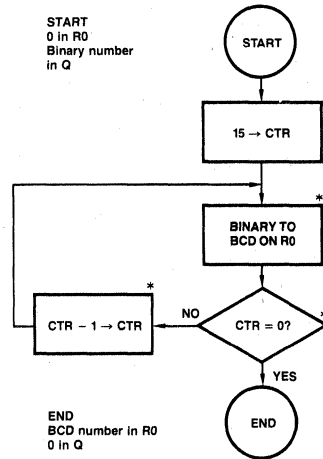 START
0 in R0
Binary number
in Q
START
15 → CTR
*
BINARY TO
BCD ON R0
*
CTR = 0?
NO
*
CTR − 1 → CTR
YES
END
END
BCD number in R0
0 in Q